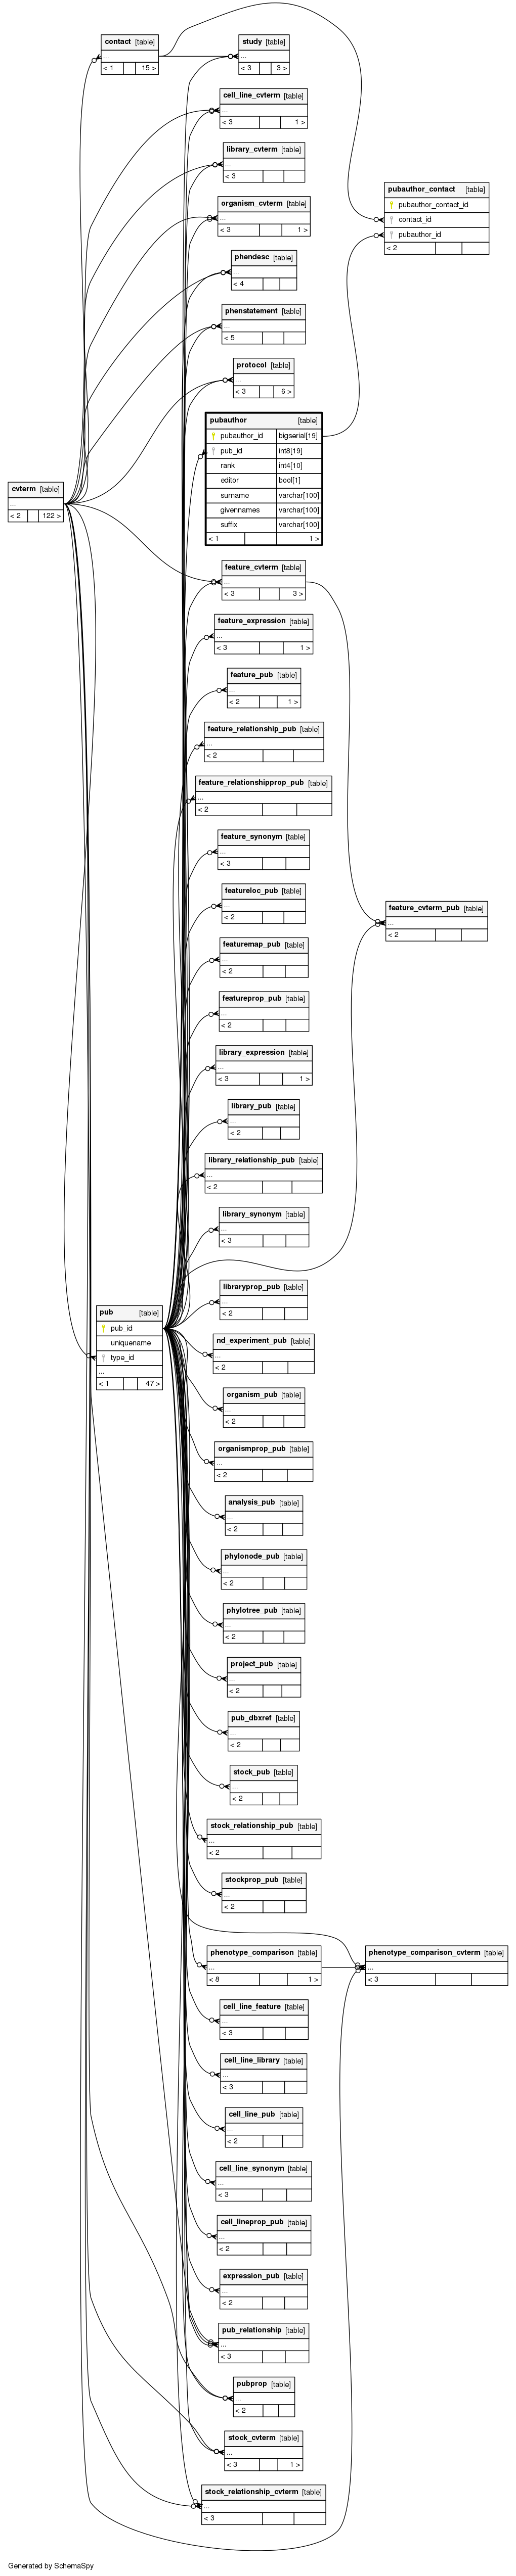 contact [table]
...
< 1 15 >
study [table]
...
< 3 3 >
cell_line_cvterm [table]
...
< 3 1 >
library_cvterm [table]
...
< 3
organism_cvterm [table]
...
< 3 1 >
pubauthor_contact [table]
pubauthor_contact_id
contact_id
pubauthor_id
< 2
phendesc [table]
...
< 4
phenstatement [table]
...
< 5
protocol [table]
...
< 3 6 >
pubauthor [table]
pubauthor_id bigserial[19]
pub_id int8[19]
rank int4[10]
editor bool[1]
surname varchar[100]
givennames varchar[100]
suffix varchar[100]
< 1 1 >
cvterm [table]
...
< 2 122 >
feature_cvterm [table]
...
< 3 3 >
feature_expression [table]
...
< 3 1 >
feature_pub [table]
...
< 2 1 >
feature_relationship_pub [table]
...
< 2
feature_relationshipprop_pub [table]
...
< 2
feature_synonym [table]
...
< 3
featureloc_pub [table]
...
< 2
feature_cvterm_pub [table]
...
< 2
featuremap_pub [table]
...
< 2
featureprop_pub [table]
...
< 2
library_expression [table]
...
< 3 1 >
library_pub [table]
...
< 2
library_relationship_pub [table]
...
< 2
library_synonym [table]
...
< 3
libraryprop_pub [table]
...
< 2
pub [table]
pub_id
uniquename
type_id
...
< 1 47 >
nd_experiment_pub [table]
...
< 2
organism_pub [table]
...
< 2
organismprop_pub [table]
...
< 2
analysis_pub [table]
...
< 2
phylonode_pub [table]
...
< 2
phylotree_pub [table]
...
< 2
project_pub [table]
...
< 2
pub_dbxref [table]
...
< 2
stock_pub [table]
...
< 2
stock_relationship_pub [table]
...
< 2
stockprop_pub [table]
...
< 2
phenotype_comparison [table]
...
< 8 1 >
phenotype_comparison_cvterm [table]
...
< 3
cell_line_feature [table]
...
< 3
cell_line_library [table]
...
< 3
cell_line_pub [table]
...
< 2
cell_line_synonym [table]
...
< 3
cell_lineprop_pub [table]
...
< 2
expression_pub [table]
...
< 2
pub_relationship [table]
...
< 3
pubprop [table]
...
< 2
stock_cvterm [table]
...
< 3 1 >
stock_relationship_cvterm [table]
...
< 3
Generated by SchemaSpy